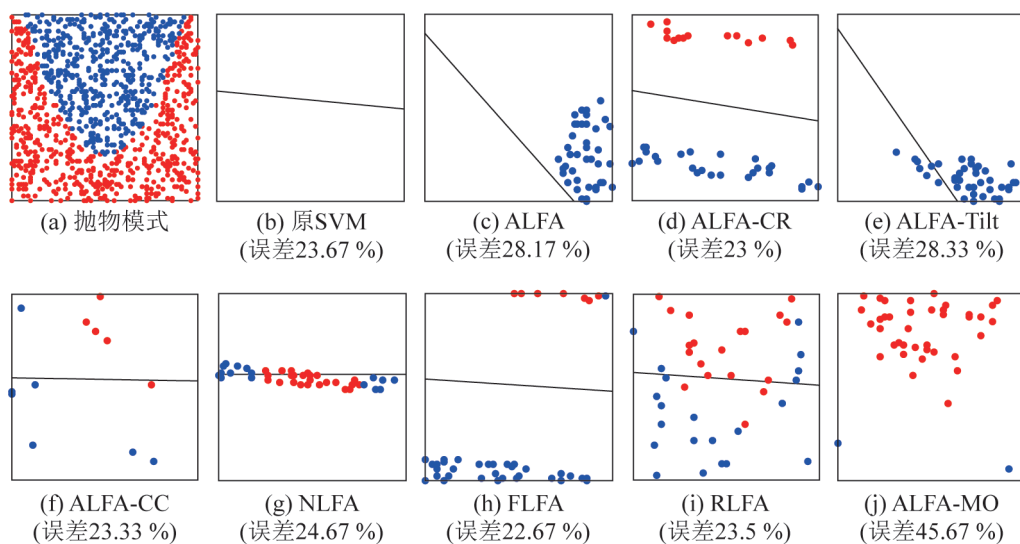 (a) 抛物模式
(b) 原SVM
(误差23.67 %)
(c) ALFA
(误差28.17 %)
(d) ALFA-CR
(误差23 %)
(e) ALFA-Tilt
(误差28.33 %)
(f) ALFA-CC
(误差23.33 %)
(g) NLFA
(误差24.67 %)
(h) FLFA
(误差22.67 %)
(i) RLFA
(误差23.5 %)
(j) ALFA-MO
(误差45.67 %)